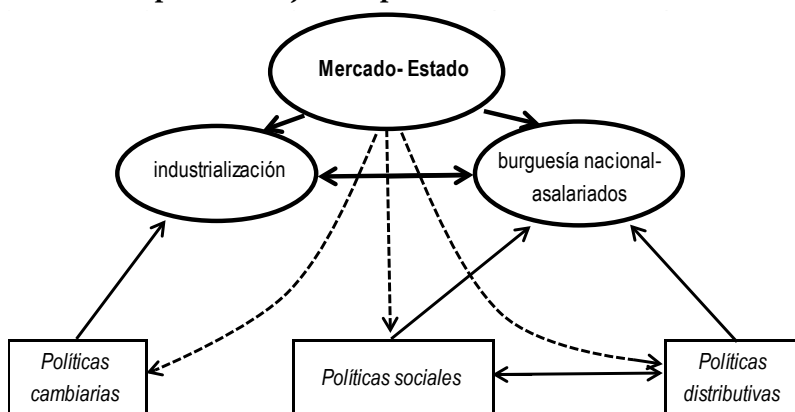 Mercado- Estado
industrialización
burguesía nacional-
asalariados
Políticas
cambiarias
Políticas sociales
Políticas
distributivas